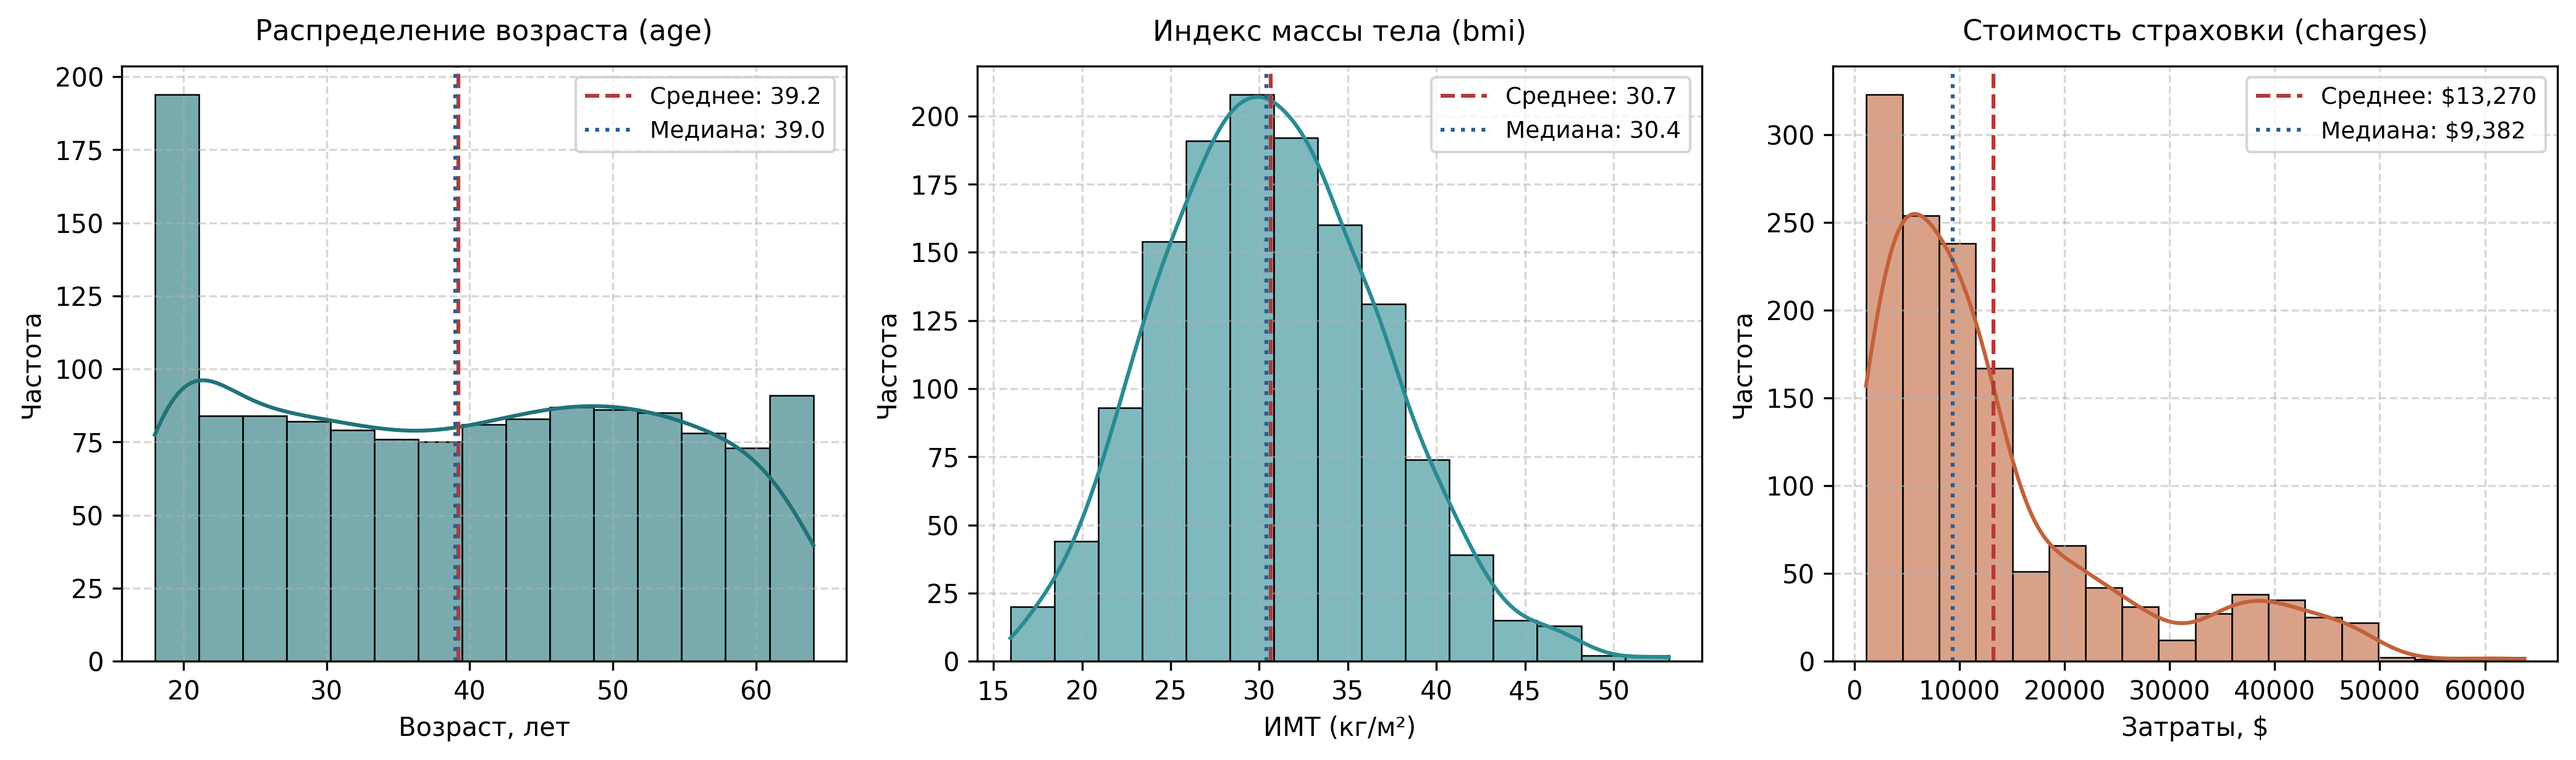 Распределение возраста (age)
Среднее: 39.2
Медиана: 39.0
Частота
200
175
150
125
100
75
50
25
0
20 30 40 50 60
Возраст, лет
Индекс массы тела (bmi)
Среднее: 30.7
Медиана: 30.4
Частота
200
175
150
125
100
75
50
25
0
15 20 25 30 35 40 45 50
ИМТ (кг/м²)
Стоимость страховки (charges)
Среднее: $13,270
Медиана: $9,382
Частота
300
250
200
150
100
50
0
0 10000 20000 30000 40000 50000 60000
Затраты, $